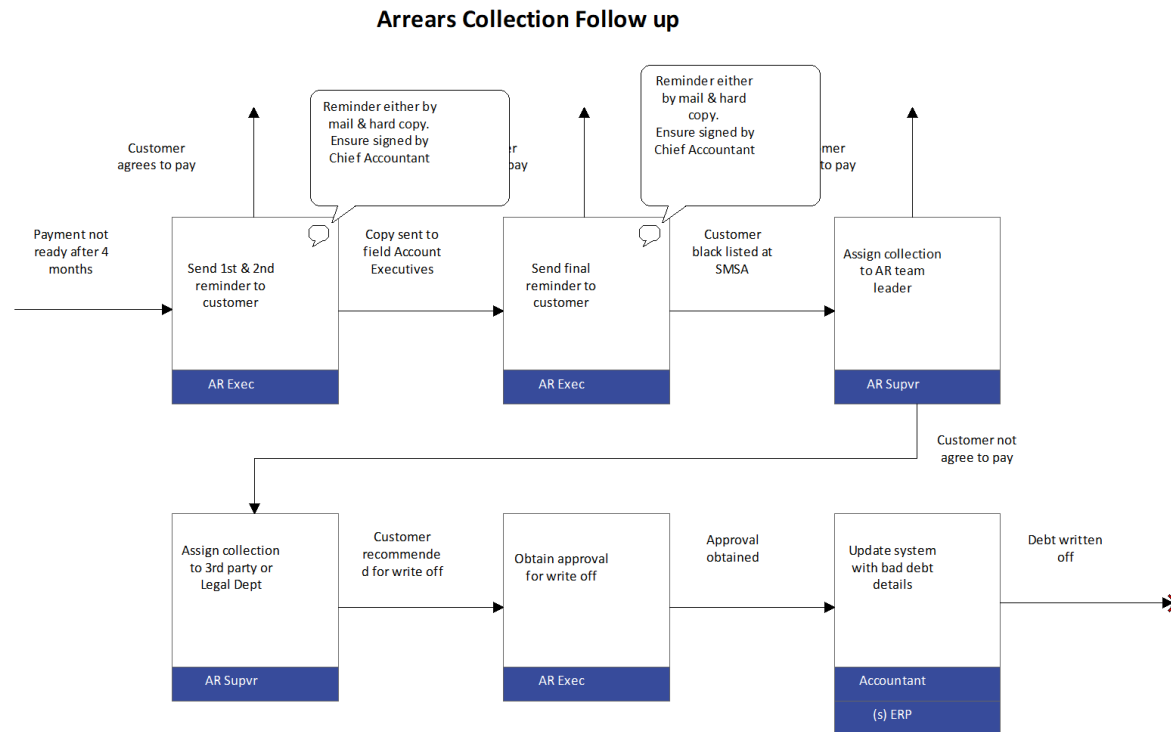 Arrears Collection Follow up
Reminder either
by mail & hard
copy.
Ensure signed by
Chief Accountant
Reminder either by
mail & hard copy.
Ensure signed by
Chief Accountant
Customer
agrees to pay
pay
to pay
Payment not
ready after 4
months
Copy sent to
field Account
Executives
Customer
black listed at
SMSA
Send 1st & 2nd
reminder to
customer
Send final
reminder to
customer
Assign collection
to AR team
leader
AR Exec
AR Exec
AR Supvr
Customer not
agree to pay
Assign collection
to 3rd party or
Legal Dept
Customer
recommende
d for write off
Obtain approval
for write off
Approval
obtained
Update system
with bad debt
details
Debt written
off
AR Supvr
AR Exec
Accountant
(s) ERP